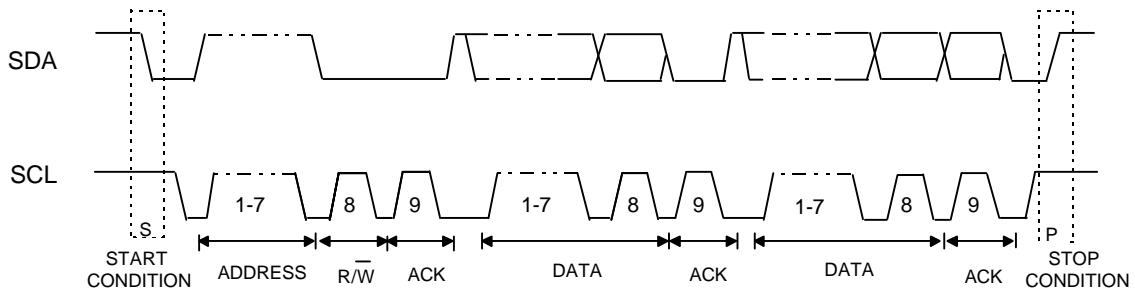 SDA
SCL
1-7
8
9
1-7
8
9
1-7
8
9
S
P
START
CONDITION
ADDRESS
R/W̅
ACK
DATA
ACK
DATA
ACK
STOP
CONDITION